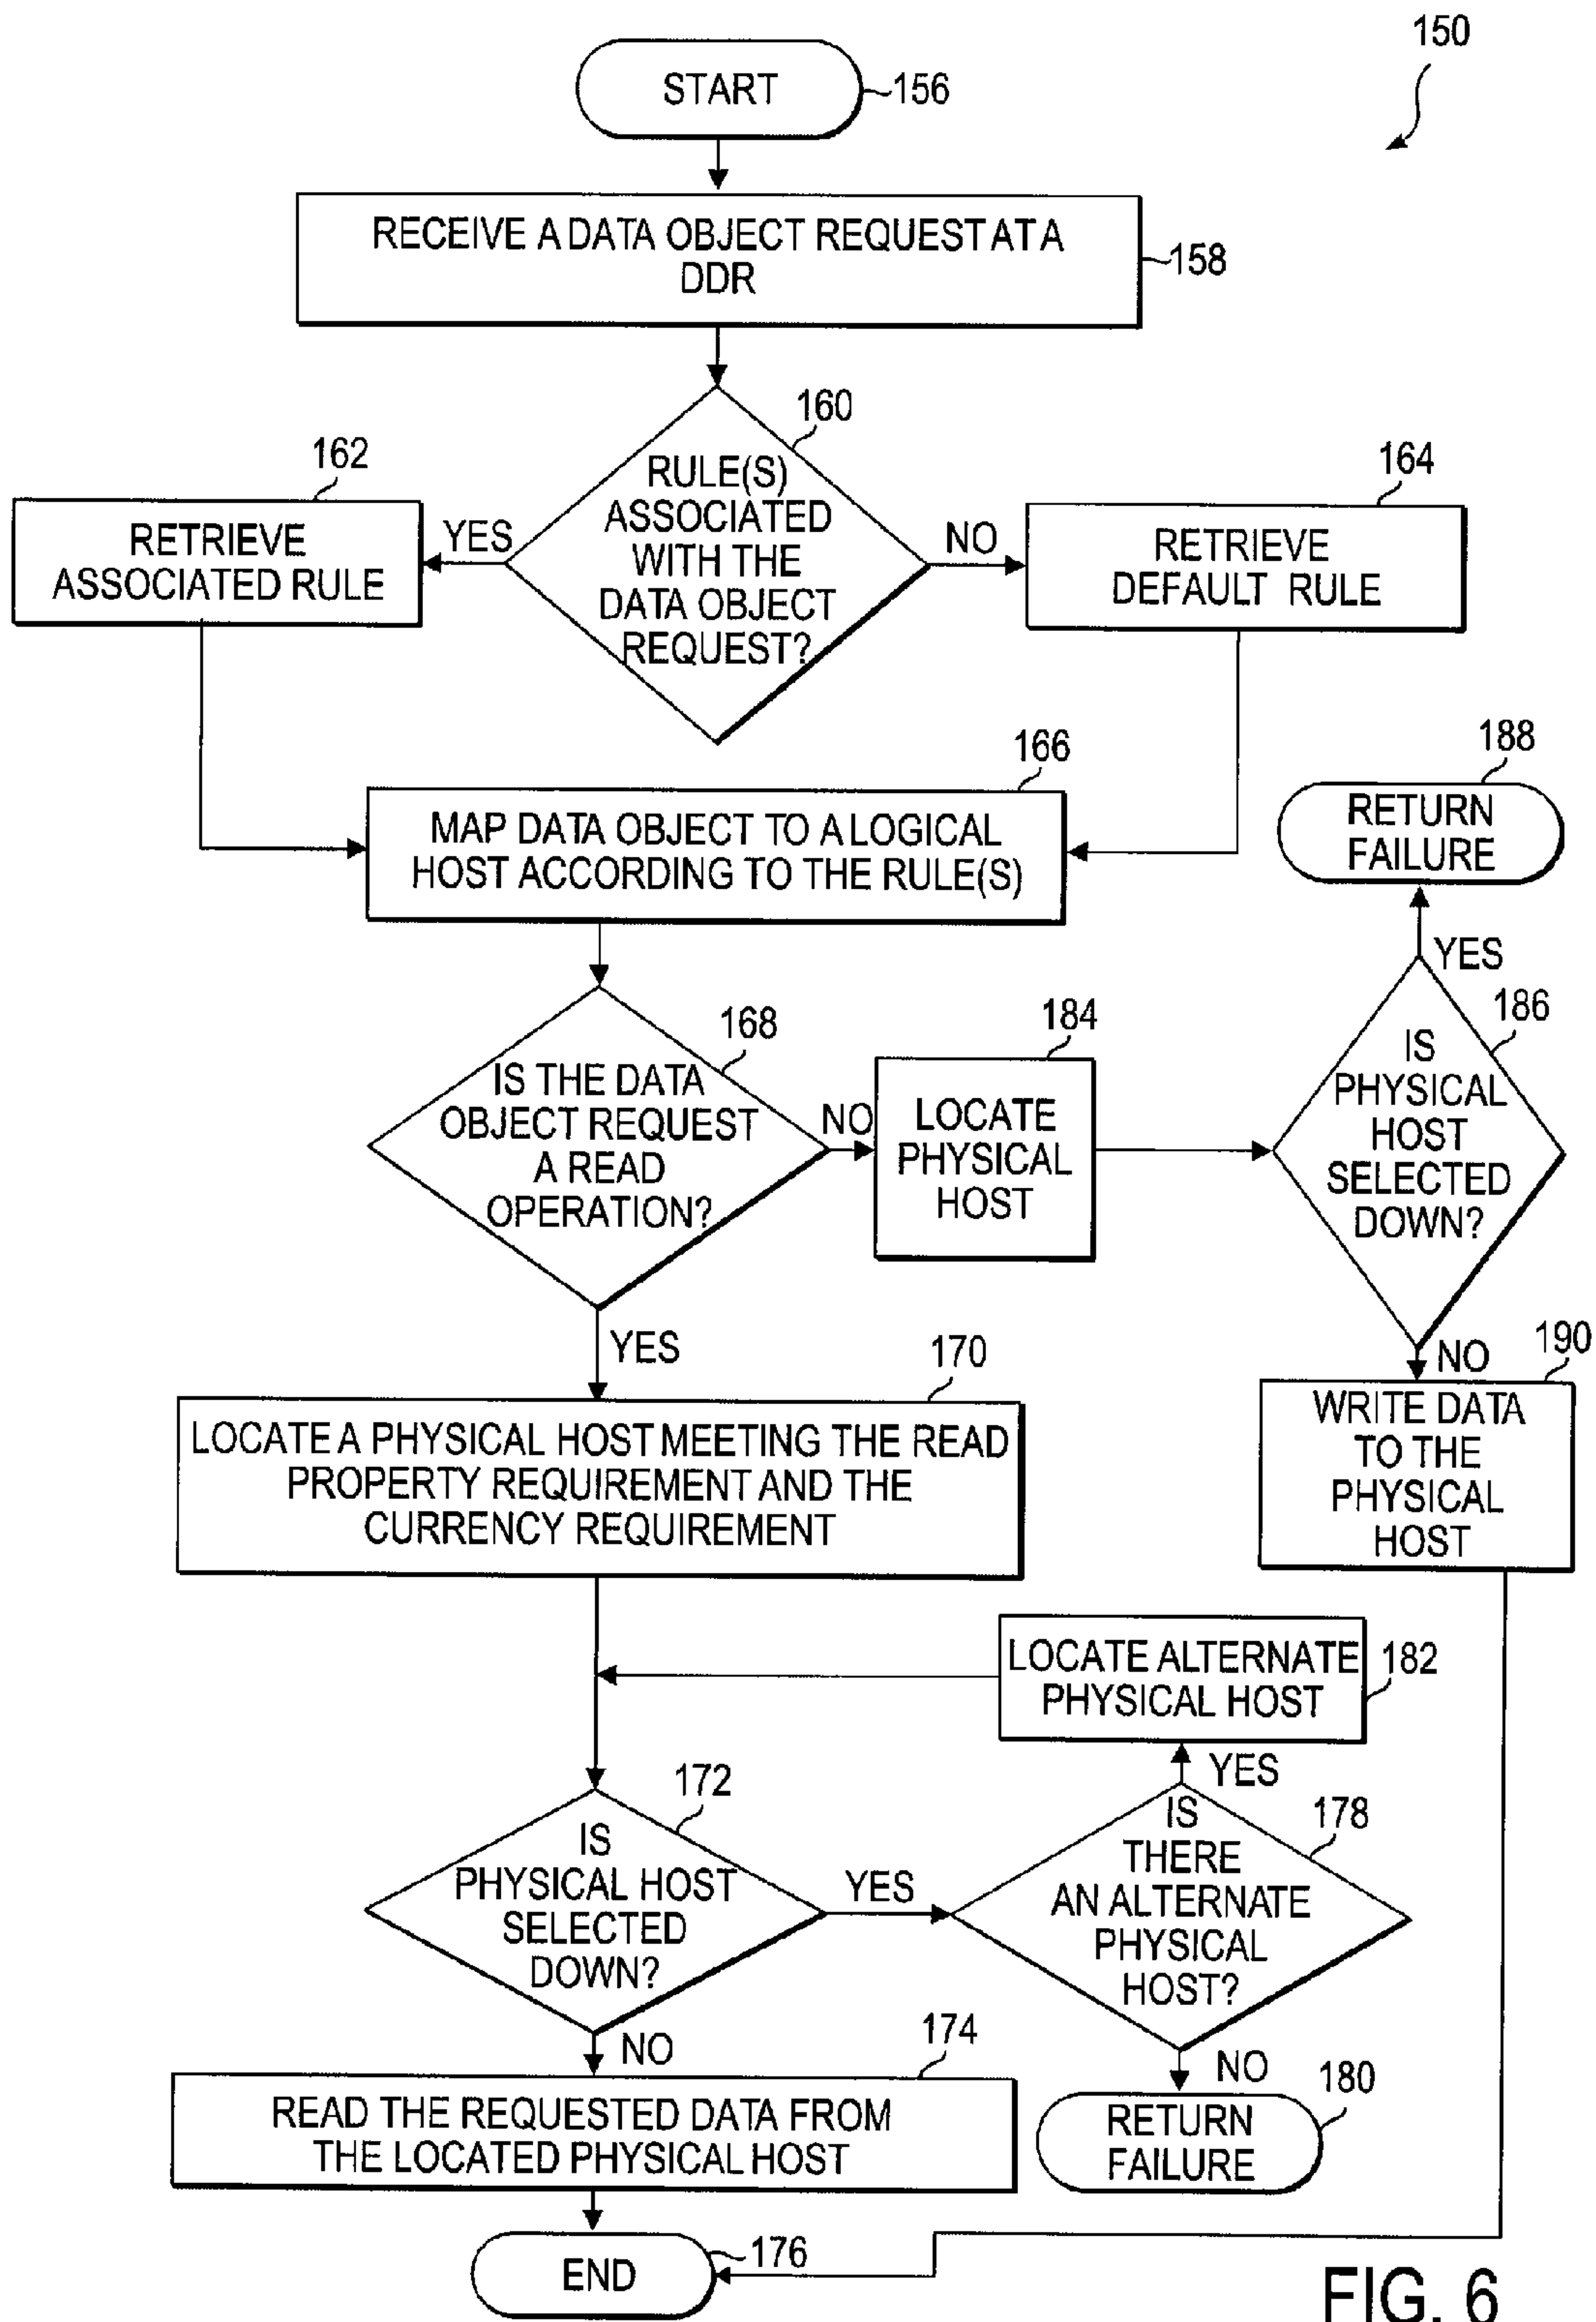 150
START
156
RECEIVE A DATA OBJECT REQUEST AT A
DDR
158
160
RULE(S)
ASSOCIATED
WITH THE
DATA OBJECT
REQUEST?
162
YES
RETRIEVE
ASSOCIATED RULE
NO
164
RETRIEVE
DEFAULT RULE
166
MAP DATA OBJECT TO A LOGICAL
HOST ACCORDING TO THE RULE(S)
188
RETURN
FAILURE
YES
168
IS THE DATA
OBJECT REQUEST
A READ
OPERATION?
NO
184
LOCATE
PHYSICAL
HOST
186
IS
PHYSICAL
HOST
SELECTED
DOWN?
YES
NO
190
WRITE DATA
TO THE
PHYSICAL
HOST
170
LOCATE A PHYSICAL HOST MEETING THE READ
PROPERTY REQUIREMENT AND THE
CURRENCY REQUIREMENT
LOCATE ALTERNATE
PHYSICAL HOST
182
YES
172
IS
PHYSICAL HOST
SELECTED
DOWN?
YES
178
IS
THERE
AN ALTERNATE
PHYSICAL
HOST?
NO
174
READ THE REQUESTED DATA FROM
THE LOCATED PHYSICAL HOST
NO
180
RETURN
FAILURE
END
176
FIG. 6